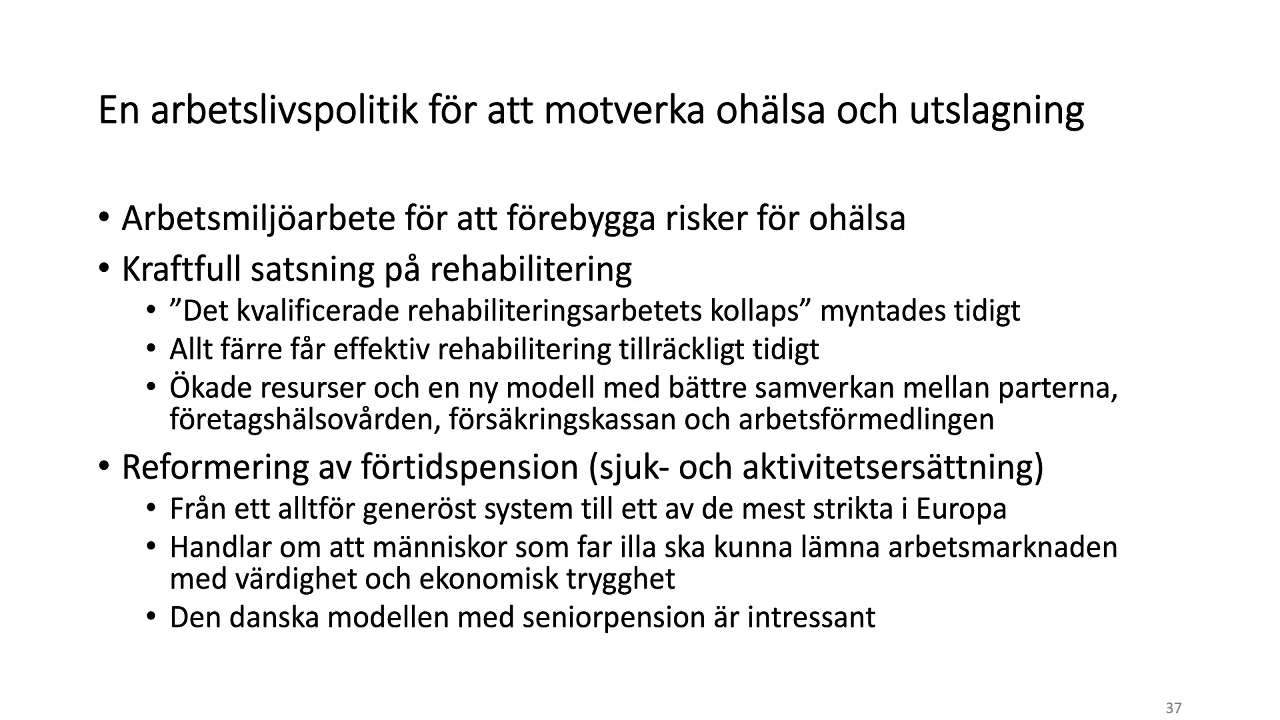 En arbetslivspolitik för att motverka ohälsa och utslagning
• Arbetsmiljöarbete för att förebygga risker för ohälsa
• Kraftfull satsning på rehabilitering
• ”Det kvalificerade rehabiliteringsarbetets kollaps” myntades tidigt
• Allt färre får effektiv rehabilitering tillräckligt tidigt
• Ökade resurser och en ny modell med bättre samverkan mellan parterna,
företagshälsovården, försäkringskassan och arbetsförmedlingen
• Reformering av förtidspension (sjuk- och aktivitetsersättning)
• Från ett alltför generöst system till ett av de mest strikta i Europa
• Handlar om att människor som far illa ska kunna lämna arbetsmarknaden
med värdighet och ekonomisk trygghet
• Den danska modellen med seniorpension är intressant
37